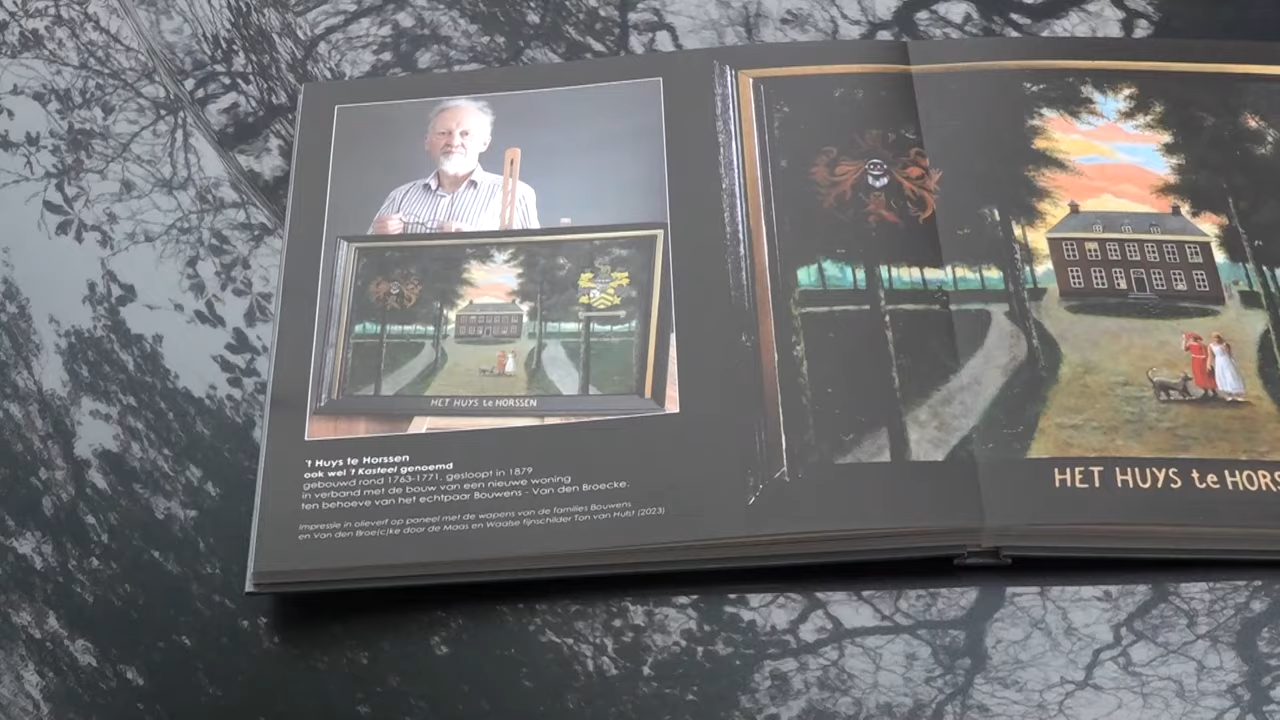 HET HUYS te HORSSEN
't Huys te Horssen
ook wel 't Kasteel genoemd
gebouwd rond 1763-1771, gesloopt in 1879
in verband met de bouw van een nieuwe woning
ten behoeve van het echtpaar Bouwens - Van den Broecke.
Impressie in olieverf op paneel met de wapens van de families Bouwens
en Van den Broe(c)ke door de Maas en Waalse fijnschilder Ton van Hulst (2023)
HET HUYS te HORS